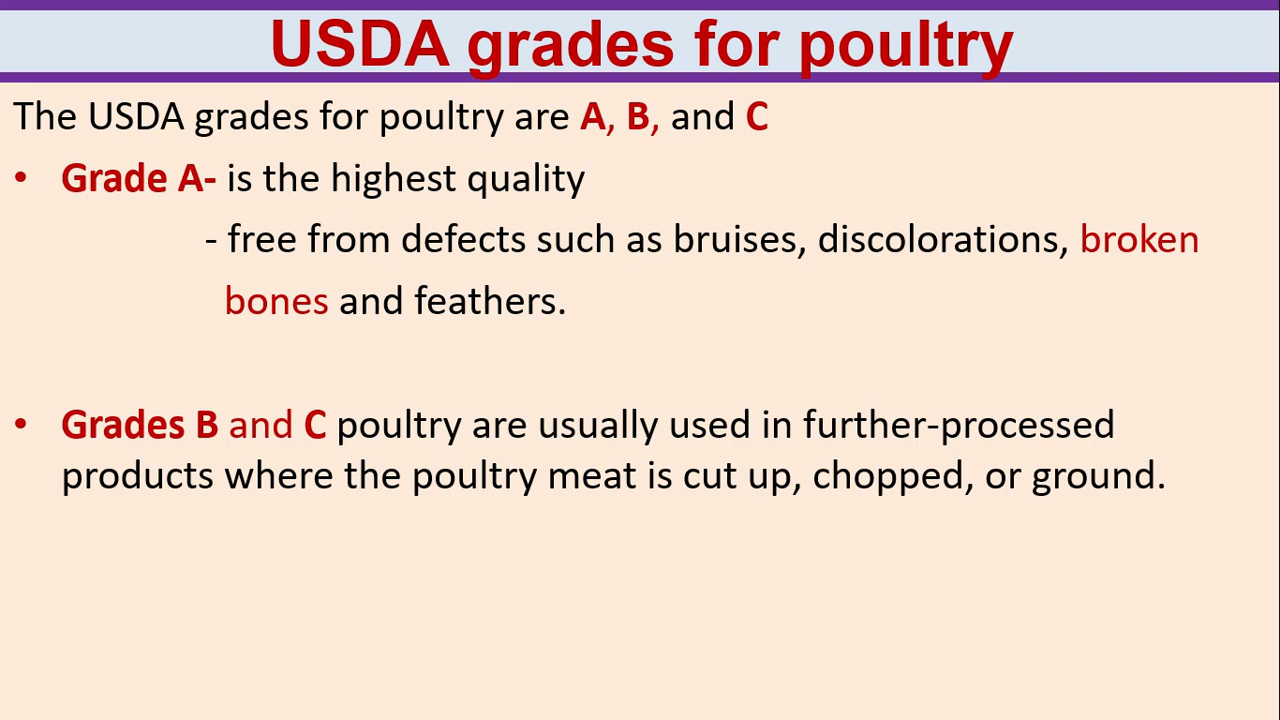 USDA grades for poultry
The USDA grades for poultry are A, B, and C
• Grade A- is the highest quality
- free from defects such as bruises, discolorations, broken
bones and feathers.
• Grades B and C poultry are usually used in further-processed
products where the poultry meat is cut up, chopped, or ground.